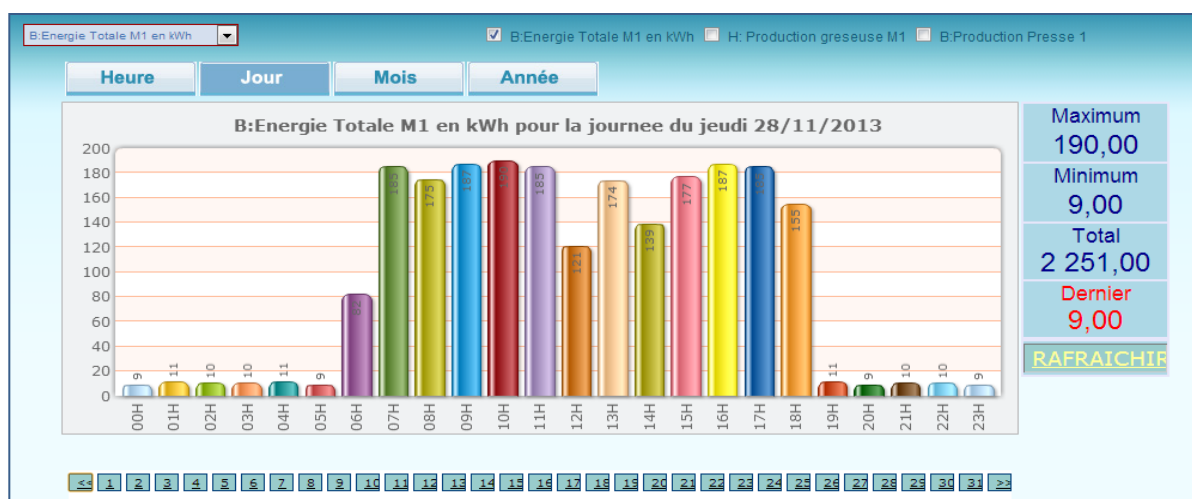 B:Energie Totale M1 en kWh
B:Energie Totale M1 en kWh H: Production greseuse M1 B:Production Presse 1
Heure Jour Mois Année
B:Energie Totale M1 en kWh pour la journee du jeudi 28/11/2013
200
180
160
140
120
100
80
60
40
20
0
9 11 10 10 11 9 82 185 175 187 190 185 121 174 139 177 187 155 11 9 10 10 9
00H 01H 02H 03H 04H 05H 06H 07H 08H 09H 10H 11H 12H 13H 14H 15H 16H 17H 18H 19H 20H 21H 22H 23H
Maximum
190,00
Minimum
9,00
Total
2 251,00
Dernier
9,00
RAFRAICHIR
<< 1 2 3 4 5 6 7 8 9 10 11 12 13 14 15 16 17 18 19 20 21 22 23 24 25 26 27 28 29 30 31 >>